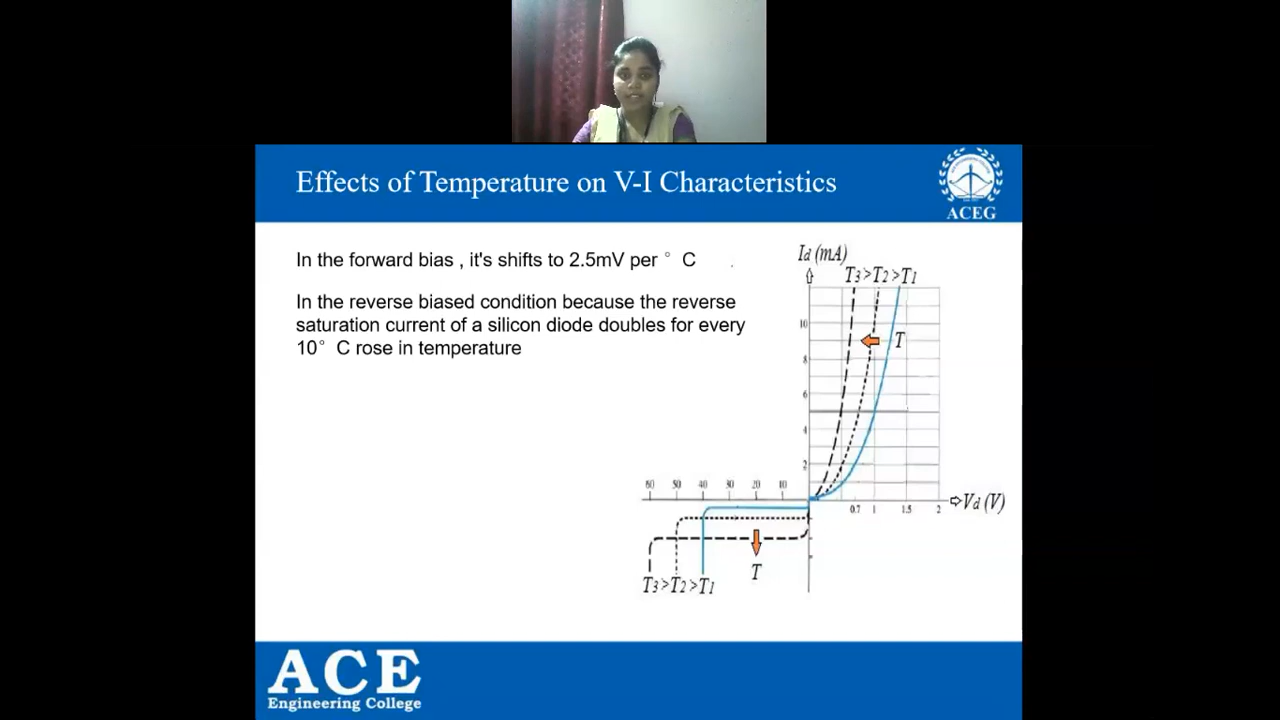 Effects of Temperature on V-I Characteristics
ACEG
In the forward bias , it's shifts to 2.5mV per ° C
In the reverse biased condition because the reverse
saturation current of a silicon diode doubles for every
10° C rose in temperature
Id (mA)
T3 >T2 >T1
10
T
8
6
4
2
60 50 40 30 20 10
0.7 1 1.5 2 Vd (V)
T
T3 >T2 >T1
ACE
Engineering College